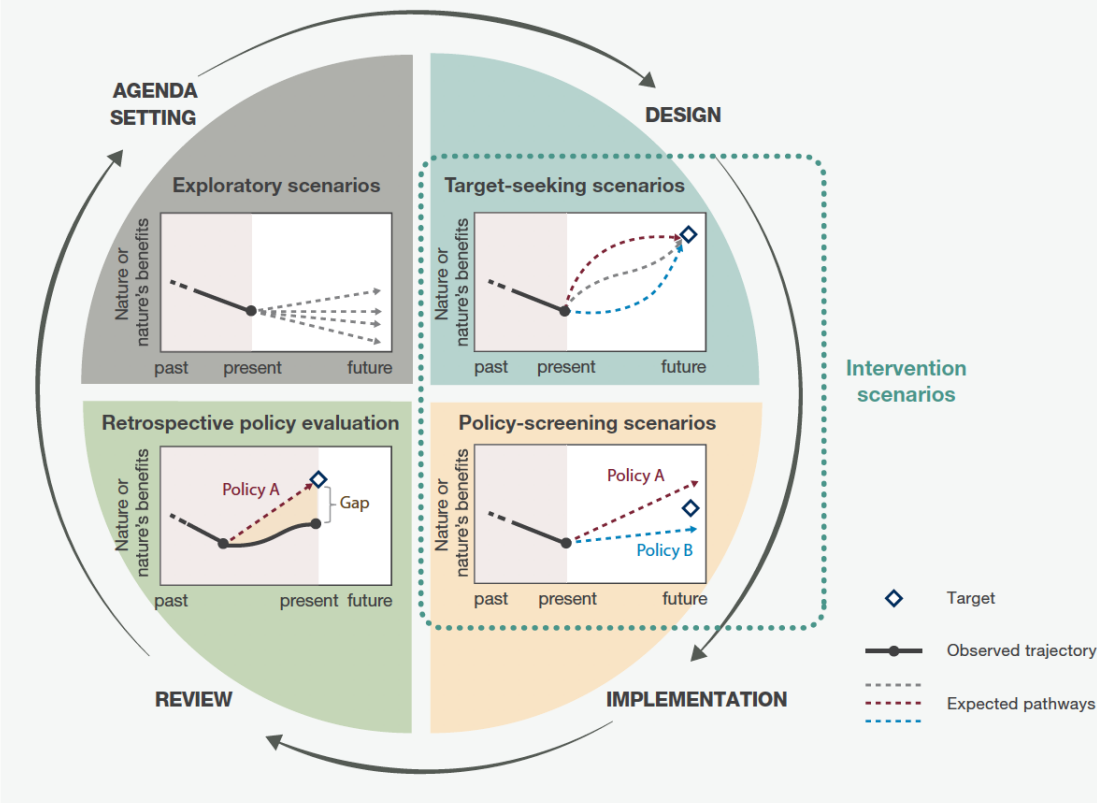 AGENDA
SETTING
DESIGN
Exploratory scenarios
Nature or
nature's benefits
past present future
Target-seeking scenarios
Nature or
nature's benefits
past present future
Intervention
scenarios
Retrospective policy evaluation
Nature or
nature's benefits
Policy A
Gap
past present future
Policy-screening scenarios
Nature or
nature's benefits
Policy A
Policy B
past present future
REVIEW
IMPLEMENTATION
Target
Observed trajectory
Expected pathways